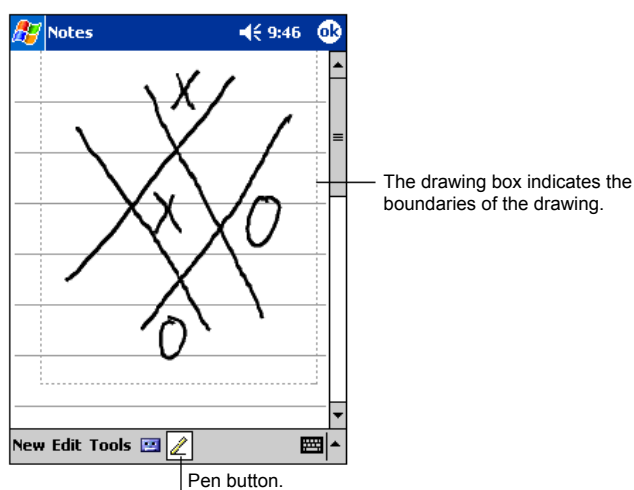 Notes 9:46 ok
X
The drawing box indicates the
boundaries of the drawing.
X O
O
New Edit Tools
Pen button.